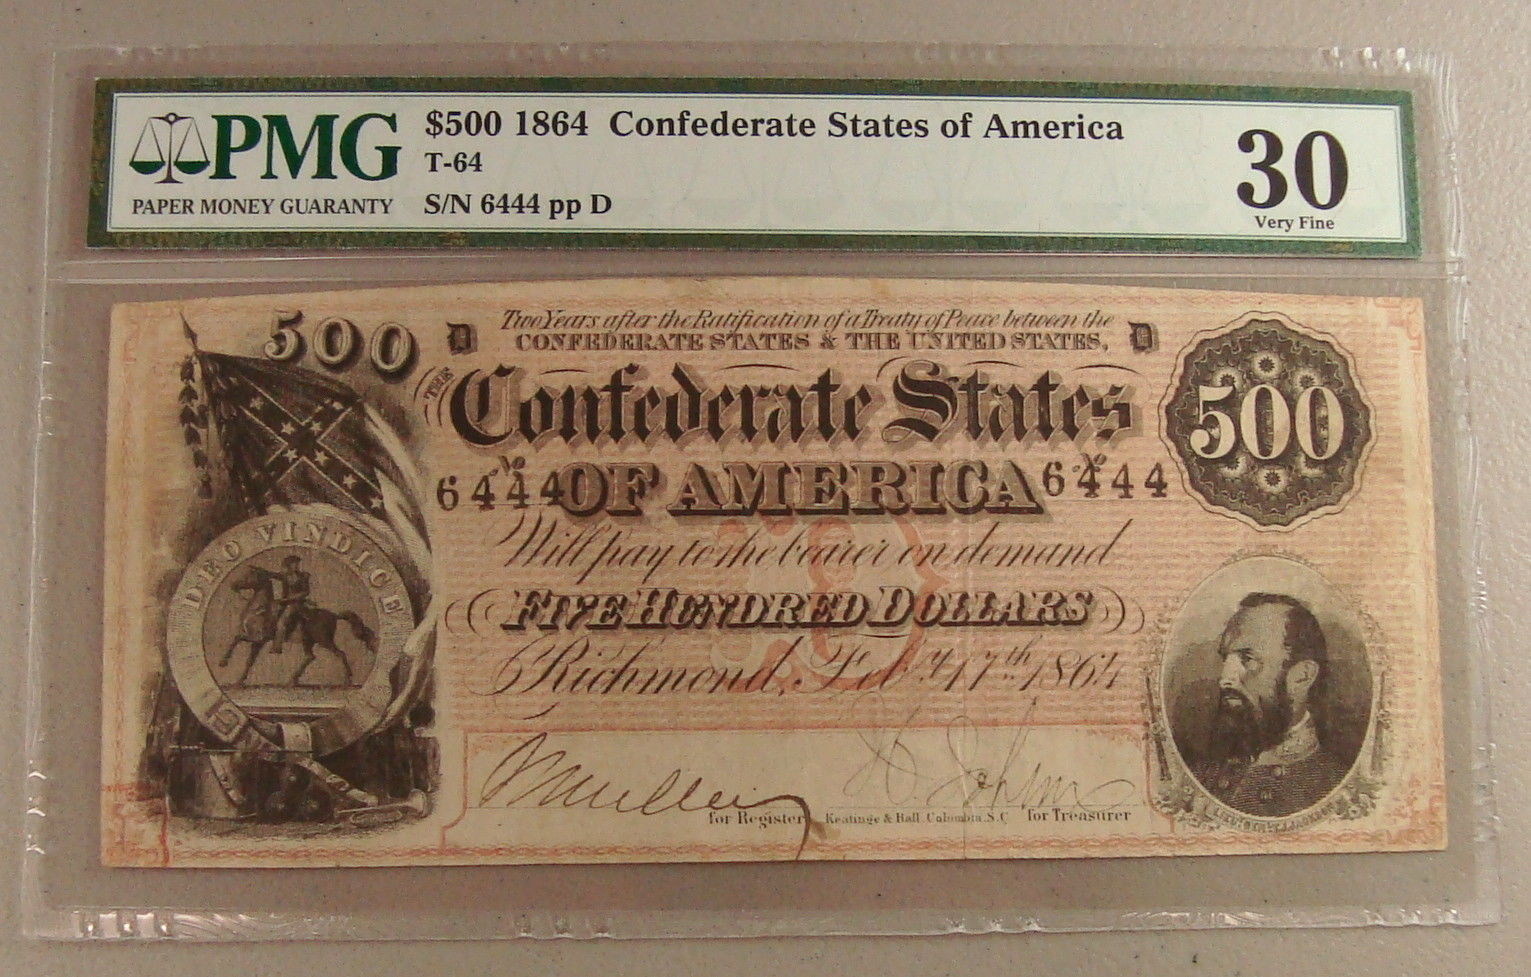 PMG
PAPER MONEY GUARANTY
$500 1864 Confederate States of America
T-64
S/N 6444 pp D
30
Very Fine
500
D Two Years after the Ratification of a Treaty of Peace between the D
CONFEDERATE STATES & THE UNITED STATES,
THE Confederate States
500
No 6444 OF AMERICA No 6444
Will pay to the bearer on demand
FIVE HUNDRED DOLLARS
Richmond, Feby. 17th 1864
DEO VINDICE
for Register
Keatinge & Hall, Columbia, S.C.
for Treasurer